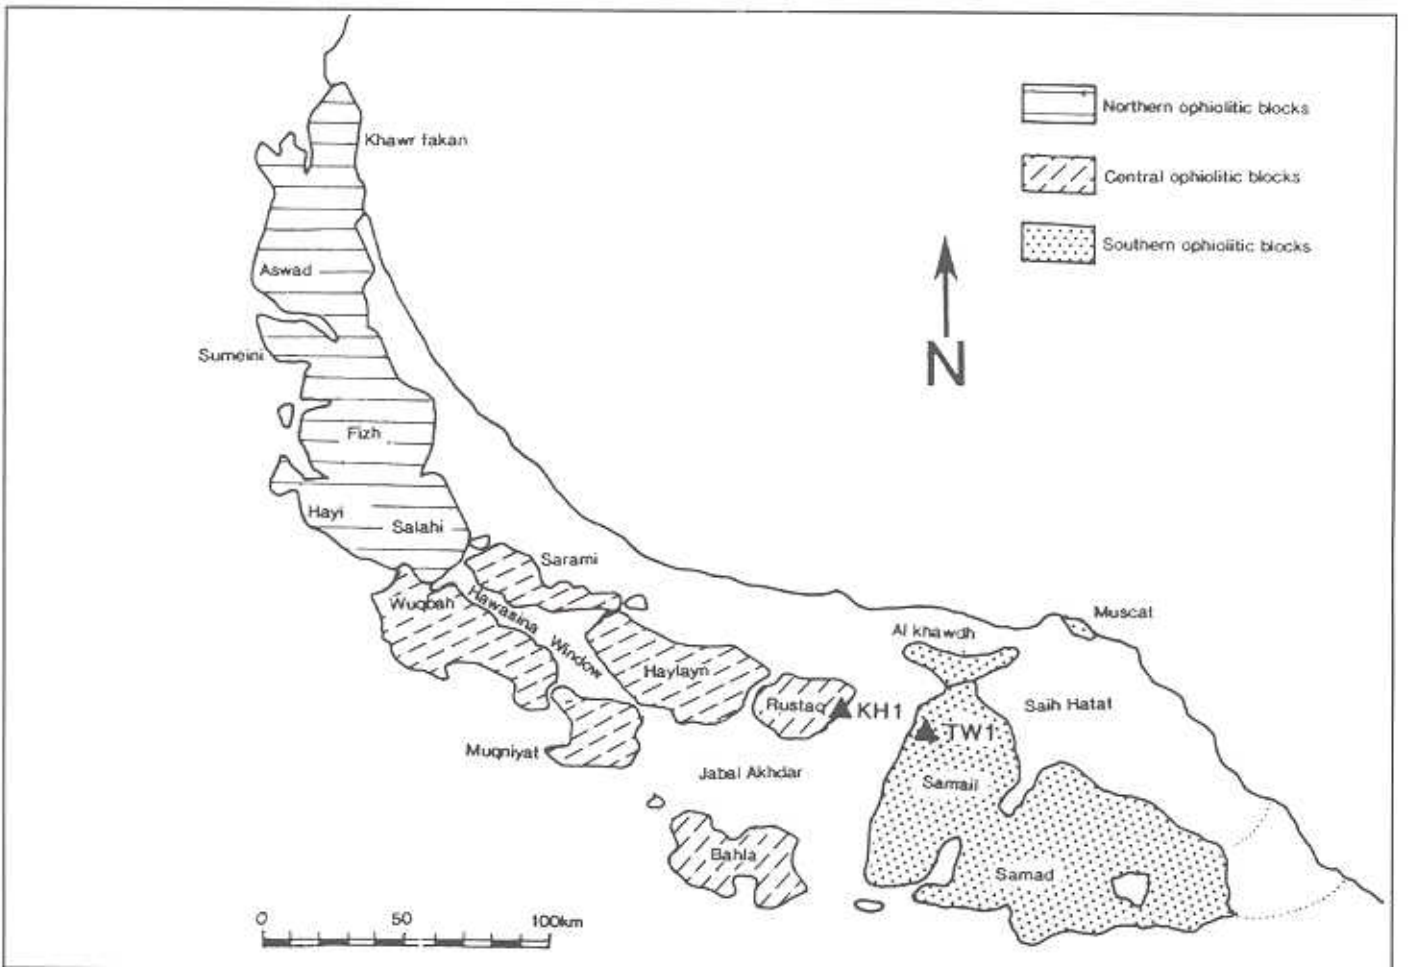 Northern ophiolitic blocks
Khawr fakan
Central ophiolitic blocks
Southern ophiolitic blocks
Aswad
Sumeini
N
Fizh
Hayi
Salahi
Sarami
Wuqbah
Hawasina Window
Muscat
Al khawdh
Haylayn
Rustaq
KH1
Saih Hatat
TW1
Muqniyat
Jabal Akhdar
Samail
Bahla
Samad
0 50 100km